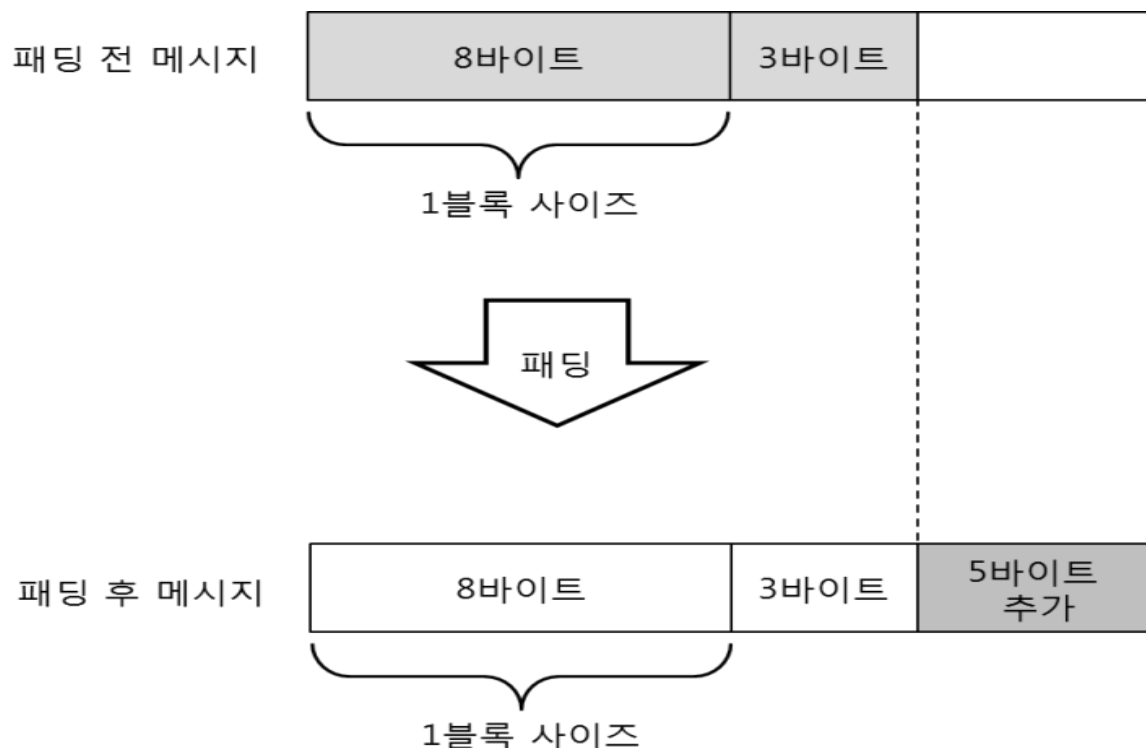 패딩 전 메시지
8바이트
3바이트
1블록 사이즈
패딩
패딩 후 메시지
8바이트
3바이트
5바이트
추가
1블록 사이즈